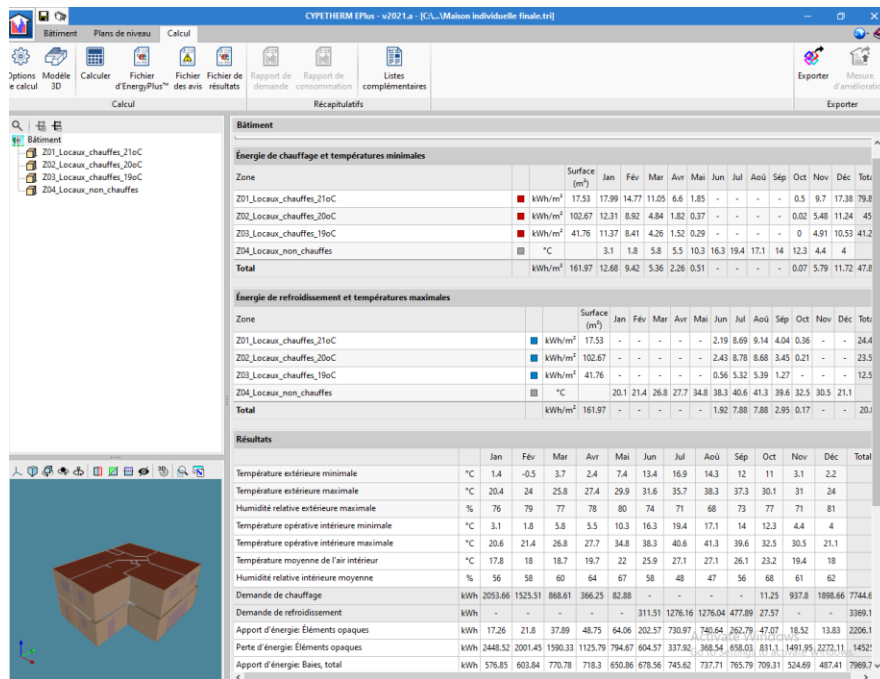 CYPETHERM EPlus - v2021.a - [C:\...\Maison individuelle finale.tri]
Bâtiment Plans de niveau Calcul
Options de calcul Modèle 3D Calculer Fichier d'EnergyPlus™ Fichier des avis Fichier de résultats Rapport de demande Rapport de consommation Listes complémentaires Exporter Mesure
Calcul Récapitulatifs Exporter
Bâtiment
Z01_Locaux_chauffes_21oC
Z02_Locaux_chauffes_20oC
Z03_Locaux_chauffes_19oC
Z04_Locaux_non_chauffes
Bâtiment
Énergie de chauffage et températures minimales
Zone Surface (m²) Jan Fév Mar Avr Mai Jun Jul Aoû Sép Oct Nov Déc
Z01_Locaux_chauffes_21oC kWh/m² 17.53 17.99 14.77 11.05 6.6 1.85 - - - - 0.5 9.7 17.38 79.8
Z02_Locaux_chauffes_20oC kWh/m² 102.67 12.31 8.92 4.84 1.82 0.37 - - - - 0.02 5.48 11.24 45
Z03_Locaux_chauffes_19oC kWh/m² 41.76 11.37 8.41 4.26 1.52 0.29 - - - - 0 4.91 10.53 41.2
Z04_Locaux_non_chauffes °C 3.1 1.8 5.8 5.5 10.3 16.3 19.4 17.1 14 12.3 4.4 4
Total kWh/m² 161.97 12.68 9.42 5.36 2.26 0.51 - - - - 0.07 5.79 11.72 47.8
Énergie de refroidissement et températures maximales
Zone Surface (m²) Jan Fév Mar Avr Mai Jun Jul Aoû Sép Oct Nov Déc
Z01_Locaux_chauffes_21oC kWh/m² 17.53 - - - - - 2.19 8.69 9.14 4.04 0.36 - - 24.4
Z02_Locaux_chauffes_20oC kWh/m² 102.67 - - - - - 2.43 8.78 8.68 3.45 0.21 - - 23.5
Z03_Locaux_chauffes_19oC kWh/m² 41.76 - - - - - 0.56 5.32 5.39 1.27 - - - 12.5
Z04_Locaux_non_chauffes °C 20.1 21.4 26.8 27.7 34.8 38.3 40.6 41.3 39.6 32.5 30.5 21.1
Total kWh/m² 161.97 - - - - - 1.92 7.88 7.88 2.95 0.17 - - 20.8
Résultats
Jan Fév Mar Avr Mai Jun Jul Aoû Sép Oct Nov Déc Total
Température extérieure minimale °C 1.4 -0.5 3.7 2.4 7.4 13.4 16.9 14.3 12 11 3.1 2.2
Température extérieure maximale °C 20.4 24 25.8 27.4 29.9 31.6 35.7 38.3 37.3 30.1 31 24
Humidité relative extérieure maximale % 76 79 77 78 80 74 71 68 73 77 71 81
Température opérative intérieure minimale °C 3.1 1.8 5.8 5.5 10.3 16.3 19.4 17.1 14 12.3 4.4 4
Température opérative intérieure maximale °C 20.6 21.4 26.8 27.7 34.8 38.3 40.6 41.3 39.6 32.5 30.5 21.1
Température moyenne de l'air intérieur °C 17.8 18 18.7 19.7 22 25.9 27.1 27.1 26.1 23.2 19.4 18
Humidité relative intérieure moyenne % 56 58 60 64 67 58 48 47 56 68 61 62
Demande de chauffage kWh 2053.66 1525.51 868.61 366.25 82.88 - - - - 11.25 937.8 1898.66 7744.6
Demande de refroidissement kWh - - - - - 311.51 1276.16 1276.04 477.89 27.57 - - 3369.1
Apport d'énergie: Éléments opaques kWh 17.26 21.8 37.89 48.75 64.06 202.57 730.97 740.64 262.79 47.07 18.52 13.83 2206.1
Activate Windows
Perte d'énergie: Éléments opaques kWh 2448.52 2001.45 1590.33 1125.79 794.67 604.57 337.92 368.54 658.03 831.1 1491.95 2272.11 1452
Go to Settings to activate Windows.
Apport d'énergie: Baies, total kWh 576.85 603.84 770.78 718.3 650.86 678.56 745.62 737.71 765.79 709.31 524.69 487.41 7969.7